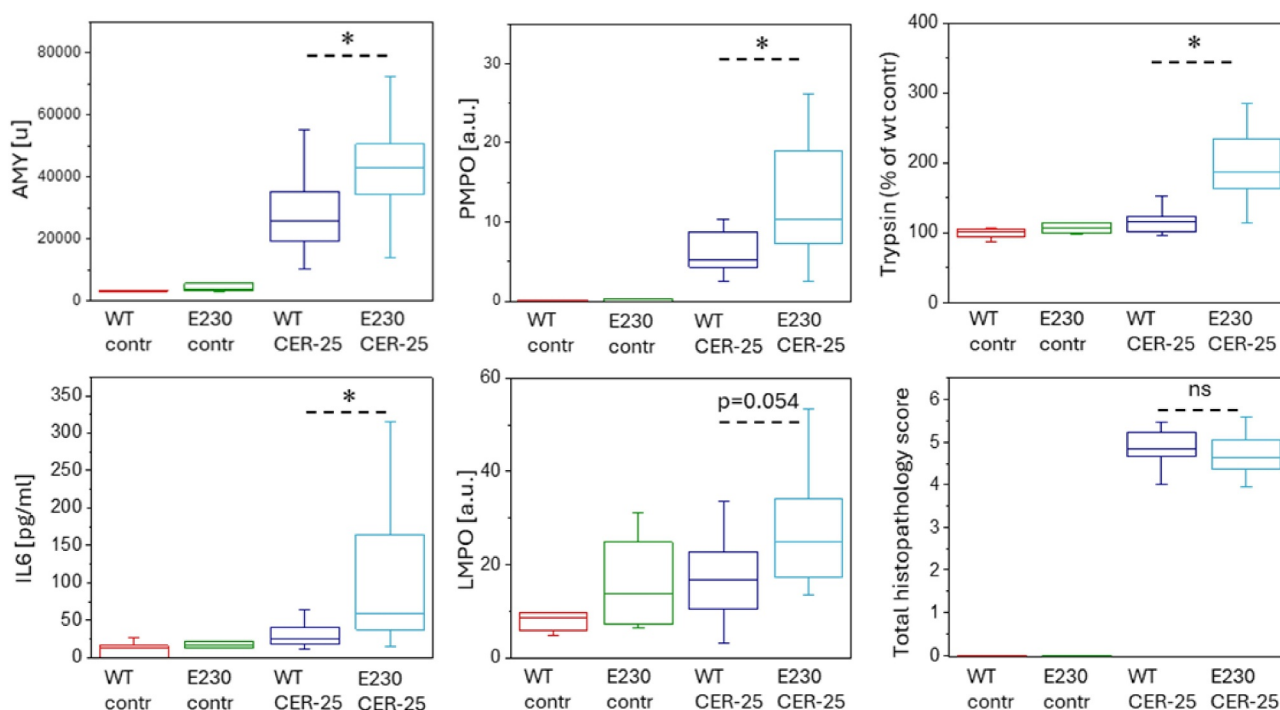 AMY [u]
80000
60000
40000
20000
0
*
WT E230 WT E230
contr contr CER-25 CER-25
PMPO [a.u.]
30
20
10
0
*
WT E230 WT E230
contr contr CER-25 CER-25
Trypsin (% of wt contr)
400
300
200
100
0
*
WT E230 WT E230
contr contr CER-25 CER-25
IL6 [pg/ml]
350
300
250
200
150
100
50
0
*
WT E230 WT E230
contr contr CER-25 CER-25
LMPO [a.u.]
60
40
20
0
p=0.054
WT E230 WT E230
contr contr CER-25 CER-25
Total histopathology score
6
5
4
3
2
1
0
ns
WT E230 WT E230
contr contr CER-25 CER-25